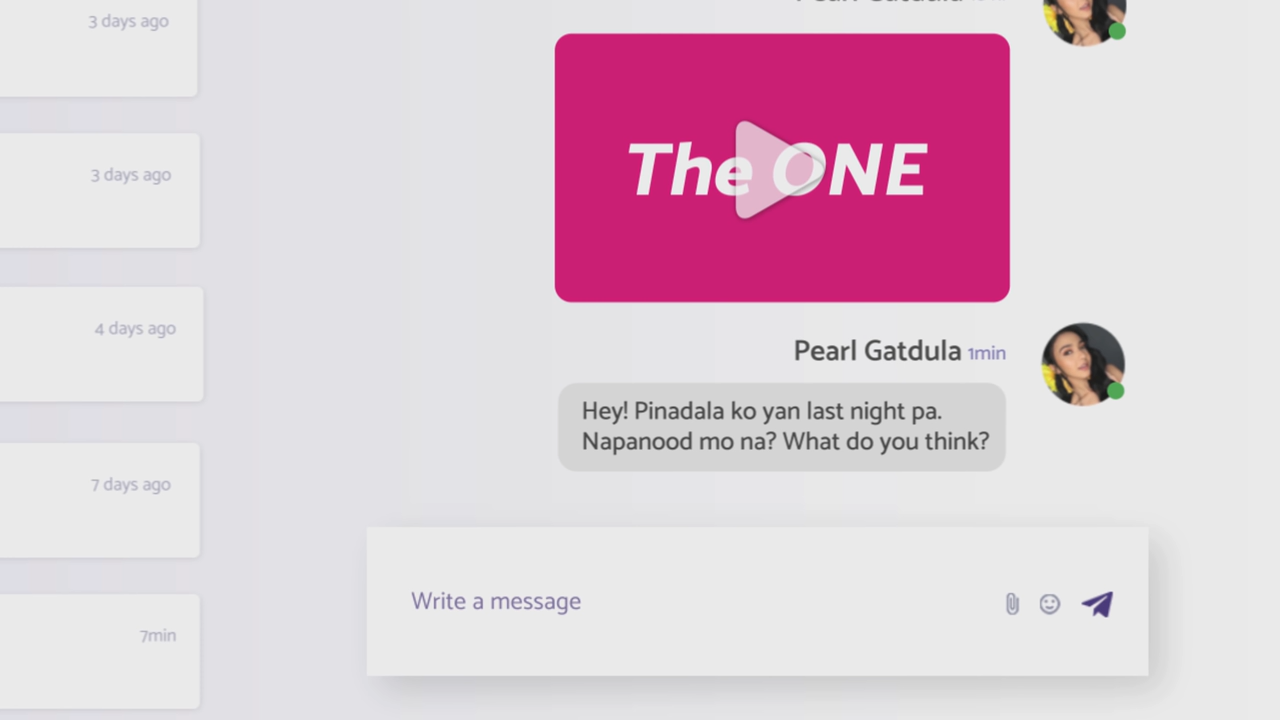 3 days ago
3 days ago
4 days ago
7 days ago
7min
The ONE
Pearl Gatdula 1min
Hey! Pinadala ko yan last night pa.
Napanood mo na? What do you think?
Write a message